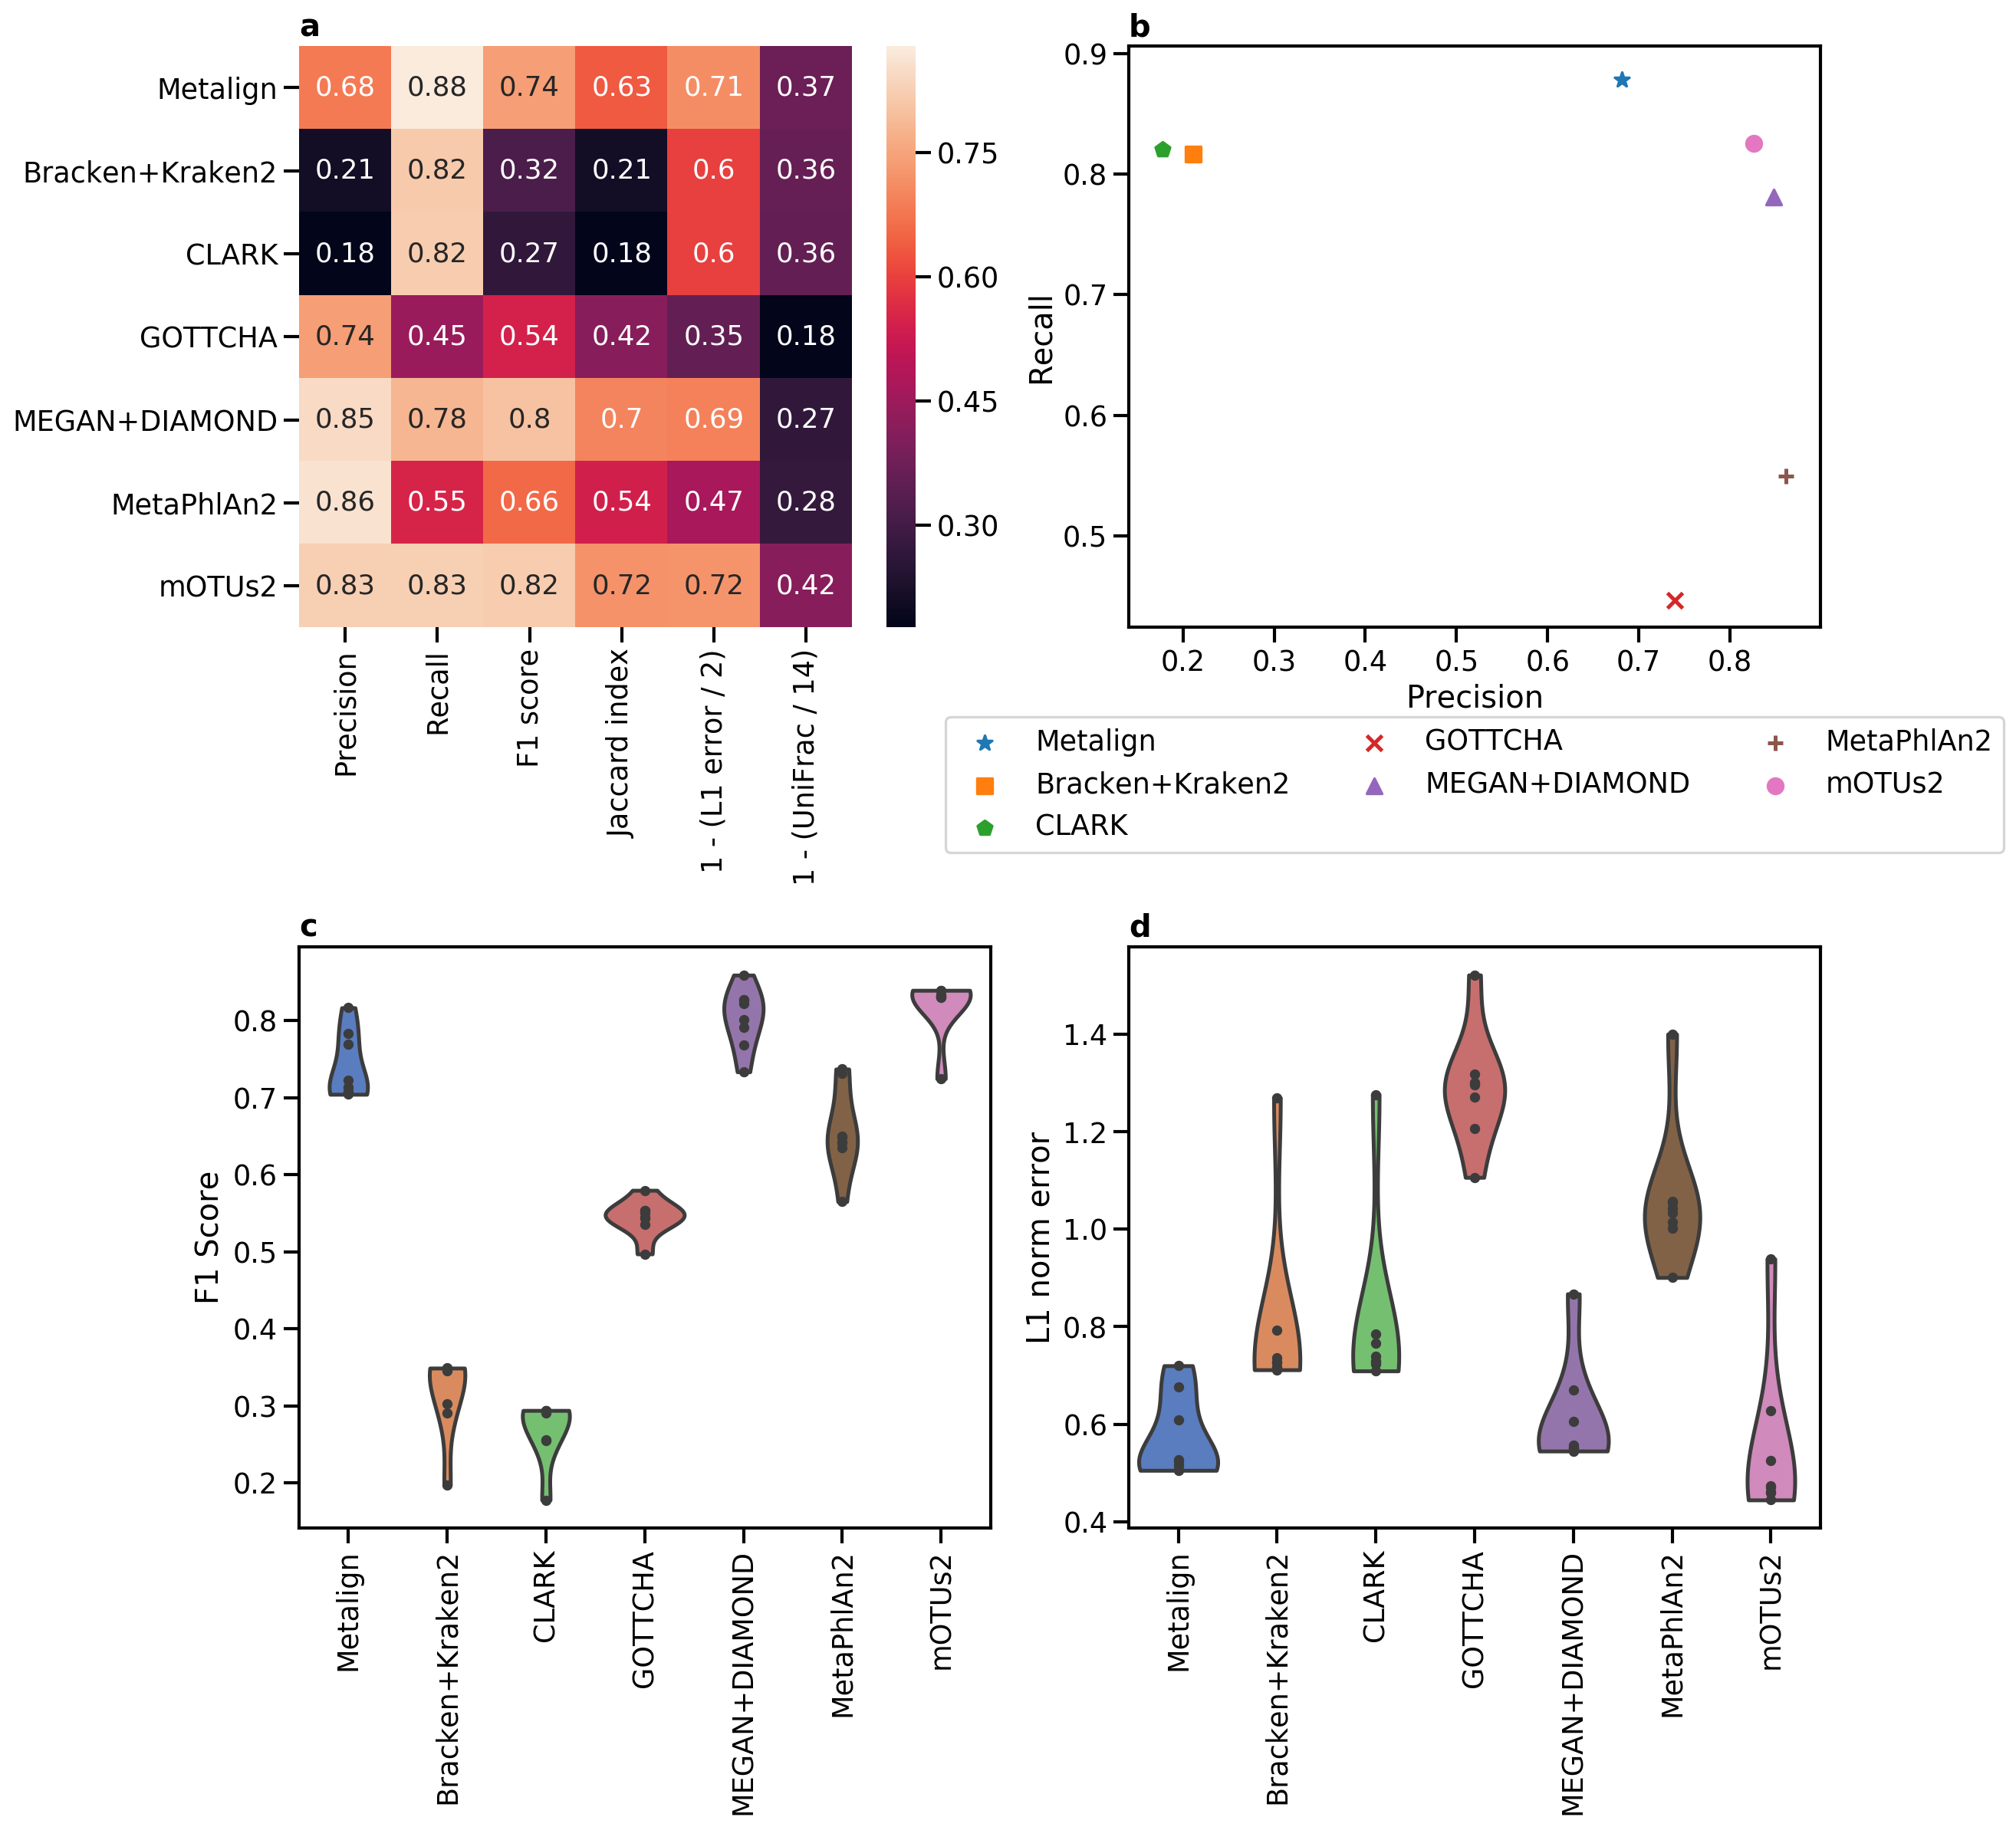 a
Metalign 0.68 0.88 0.74 0.63 0.71 0.37
Bracken+Kraken2 0.21 0.82 0.32 0.21 0.6 0.36
CLARK 0.18 0.82 0.27 0.18 0.6 0.36
GOTTCHA 0.74 0.45 0.54 0.42 0.35 0.18
MEGAN+DIAMOND 0.85 0.78 0.8 0.7 0.69 0.27
MetaPhlAn2 0.86 0.55 0.66 0.54 0.47 0.28
mOTUs2 0.83 0.83 0.82 0.72 0.72 0.42
Precision
Recall
F1 score
Jaccard index
1 - (L1 error / 2)
1 - (UniFrac / 14)
0.75
0.60
0.45
0.30
b
Recall
0.9
0.8
0.7
0.6
0.5
0.2 0.3 0.4 0.5 0.6 0.7 0.8
Precision
Metalign
Bracken+Kraken2
CLARK
GOTTCHA
MEGAN+DIAMOND
MetaPhlAn2
mOTUs2
c
F1 Score
0.8
0.7
0.6
0.5
0.4
0.3
0.2
Metalign
Bracken+Kraken2
CLARK
GOTTCHA
MEGAN+DIAMOND
MetaPhlAn2
mOTUs2
d
L1 norm error
1.4
1.2
1.0
0.8
0.6
0.4
Metalign
Bracken+Kraken2
CLARK
GOTTCHA
MEGAN+DIAMOND
MetaPhlAn2
mOTUs2